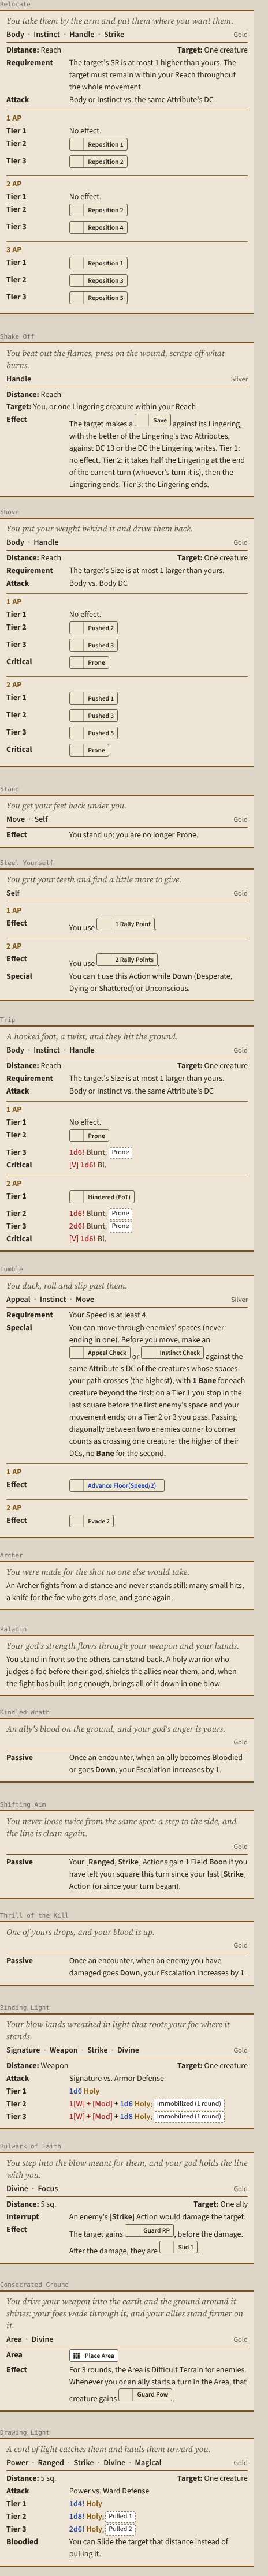 Relocate
You take them by the arm and put them where you want them.
Body · Instinct · Handle · Strike Gold
Distance: Reach Target: One creature
Requirement The target's SR is at most 1 higher than yours. The
target must remain within your Reach throughout
the whole movement.
Attack Body or Instinct vs. the same Attribute's DC
1 AP
Tier 1 No effect.
Tier 2 Reposition 1
Tier 3 Reposition 2
2 AP
Tier 1 No effect.
Tier 2 Reposition 2
Tier 3 Reposition 4
3 AP
Tier 1 Reposition 1
Tier 2 Reposition 3
Tier 3 Reposition 5
Shake Off
You beat out the flames, press on the wound, scrape off what
burns.
Handle Silver
Distance: Reach
Target: You, or one Lingering creature within your Reach
Effect The target makes a Save against its Lingering,
with the better of the Lingering's two Attributes,
against DC 13 or the DC the Lingering writes. Tier 1:
no effect. Tier 2: it takes half the Lingering at the end
of the current turn (whoever's turn it is), then the
Lingering ends. Tier 3: the Lingering ends.
Shove
You put your weight behind it and drive them back.
Body · Handle Gold
Distance: Reach Target: One creature
Requirement The target's Size is at most 1 larger than yours.
Attack Body vs. Body DC
1 AP
Tier 1 No effect.
Tier 2 Pushed 2
Tier 3 Pushed 3
Critical Prone
2 AP
Tier 1 Pushed 1
Tier 2 Pushed 3
Tier 3 Pushed 5
Critical Prone
Stand
You get your feet back under you.
Move · Self Gold
Effect You stand up: you are no longer Prone.
Steel Yourself
You grit your teeth and find a little more to give.
Self Gold
1 AP
Effect You use 1 Rally Point.
2 AP
Effect You use 2 Rally Points.
Special You can't use this Action while Down (Desperate,
Dying or Shattered) or Unconscious.
Trip
A hooked foot, a twist, and they hit the ground.
Body · Instinct · Handle Gold
Distance: Reach Target: One creature
Requirement The target's Size is at most 1 larger than yours.
Attack Body or Instinct vs. the same Attribute's DC
1 AP
Tier 1 No effect.
Tier 2 Prone
Tier 3 1d6! Blunt; Prone
Critical [V] 1d6! Bl.
2 AP
Tier 1 Hindered (EoT)
Tier 2 1d6! Blunt; Prone
Tier 3 2d6! Blunt; Prone
Critical [V] 1d6! Bl.
Tumble
You duck, roll and slip past them.
Appeal · Instinct · Move Silver
Requirement Your Speed is at least 4.
Special You can move through enemies' spaces (never
ending in one). Before you move, make an
Appeal Check or Instinct Check against the
same Attribute's DC of the creatures whose spaces
your path crosses (the highest), with 1 Bane for each
creature beyond the first: on a Tier 1 you stop in the
last square before the first enemy's space and your
movement ends; on a Tier 2 or 3 you pass. Passing
diagonally between two enemies corner to corner
counts as crossing one creature: the higher of their
DCs, no Bane for the second.
1 AP
Effect Advance Floor(Speed/2)
2 AP
Effect Evade 2
Archer
You were made for the shot no one else would take.
An Archer fights from a distance and never stands still: many small hits,
a knife for the foe who gets close, and gone again.
Paladin
Your god's strength flows through your weapon and your hands.
You stand in front so the others can stand back. A holy warrior who
judges a foe before their god, shields the allies near them, and, when
the fight has built long enough, brings all of it down in one blow.
Kindled Wrath
An ally's blood on the ground, and your god's anger is yours.
Gold
Passive Once an encounter, when an ally becomes Bloodied
or goes Down, your Escalation increases by 1.
Shifting Aim
You never loose twice from the same spot: a step to the side, and
the line is clean again.
Gold
Passive Your [Ranged, Strike] Actions gain 1 Field Boon if you
have left your square this turn since your last [Strike]
Action (or since your turn began).
Thrill of the Kill
One of yours drops, and your blood is up.
Gold
Passive Once an encounter, when an enemy you have
damaged goes Down, your Escalation increases by 1.
Binding Light
Your blow lands wreathed in light that roots your foe where it
stands.
Signature · Weapon · Strike · Divine Gold
Distance: Weapon Target: One creature
Attack Signature vs. Armor Defense
Tier 1 1d6 Holy
Tier 2 1[W] + [Mod] + 1d6 Holy; Immobilized (1 round)
Tier 3 1[W] + [Mod] + 1d8 Holy; Immobilized (1 round)
Bulwark of Faith
You step into the blow meant for them, and your god holds the line
with you.
Divine · Focus Gold
Distance: 5 sq. Target: One ally
Interrupt An enemy's [Strike] Action would damage the target.
Effect The target gains Guard RP, before the damage.
After the damage, they are Slid 1.
Consecrated Ground
You drive your weapon into the earth and the ground around it
shines: your foes wade through it, and your allies stand firmer on
it.
Area · Divine Gold
Area Place Area
Effect For 3 rounds, the Area is Difficult Terrain for enemies.
Whenever you or an ally starts a turn in the Area, that
creature gains Guard Pow.
Drawing Light
A cord of light catches them and hauls them toward you.
Power · Ranged · Strike · Divine · Magical Gold
Distance: 5 sq. Target: One creature
Attack Power vs. Ward Defense
Tier 1 1d4! Holy
Tier 2 1d8! Holy; Pulled 1
Tier 3 2d6! Holy; Pulled 2
Bloodied You can Slide the target that distance instead of
pulling it.